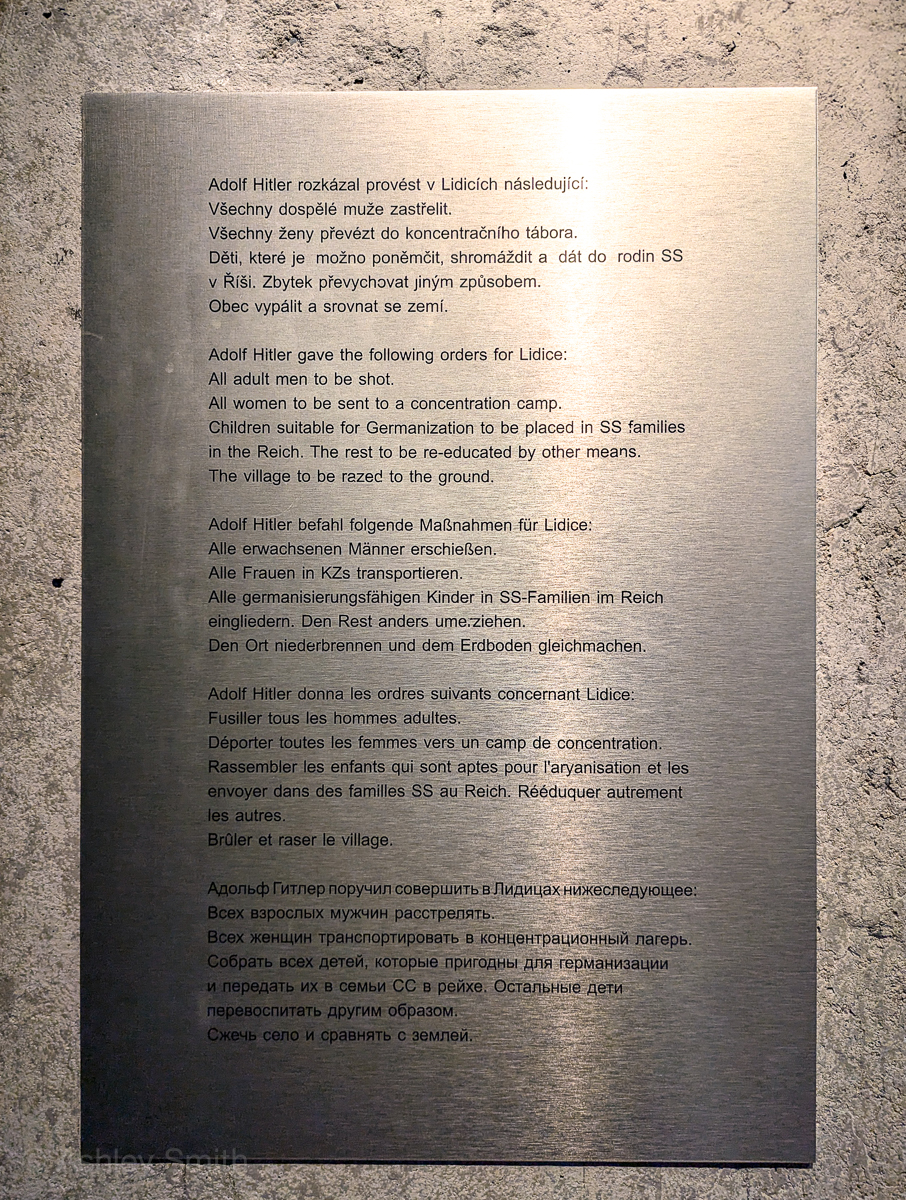 Adolf Hitler rozkázal provést v Lidicích následující:
Všechny dospělé muže zastřelit.
Všechny ženy převézt do koncentračního tábora.
Děti, které je možno poněmčit, shromáždit a dát do rodin SS
v Říši. Zbytek převychovat jiným způsobem.
Obec vypálit a srovnat se zemí.
Adolf Hitler gave the following orders for Lidice:
All adult men to be shot.
All women to be sent to a concentration camp.
Children suitable for Germanization to be placed in SS families
in the Reich. The rest to be re-educated by other means.
The village to be razed to the ground.
Adolf Hitler befahl folgende Maßnahmen für Lidice:
Alle erwachsenen Männer erschießen.
Alle Frauen in KZs transportieren.
Alle germanisierungsfähigen Kinder in SS-Familien im Reich
eingliedern. Den Rest anders umerziehen.
Den Ort niederbrennen und dem Erdboden gleichmachen.
Adolf Hitler donna les ordres suivants concernant Lidice:
Fusiller tous les hommes adultes.
Déporter toutes les femmes vers un camp de concentration.
Rassembler les enfants qui sont aptes pour l'aryanisation et les
envoyer dans des familles SS au Reich. Rééduquer autrement
les autres.
Brûler et raser le village.
Адольф Гитлер поручил совершить в Лидицах нижеследующее:
Всех взрослых мужчин расстрелять.
Всех женщин транспортировать в концентрационный лагерь.
Собрать всех детей, которые пригодны для германизации
и передать их в семьи СС в рейхе. Остальные дети
перевоспитать другим образом.
Сжечь село и сравнять с землей.
Smith